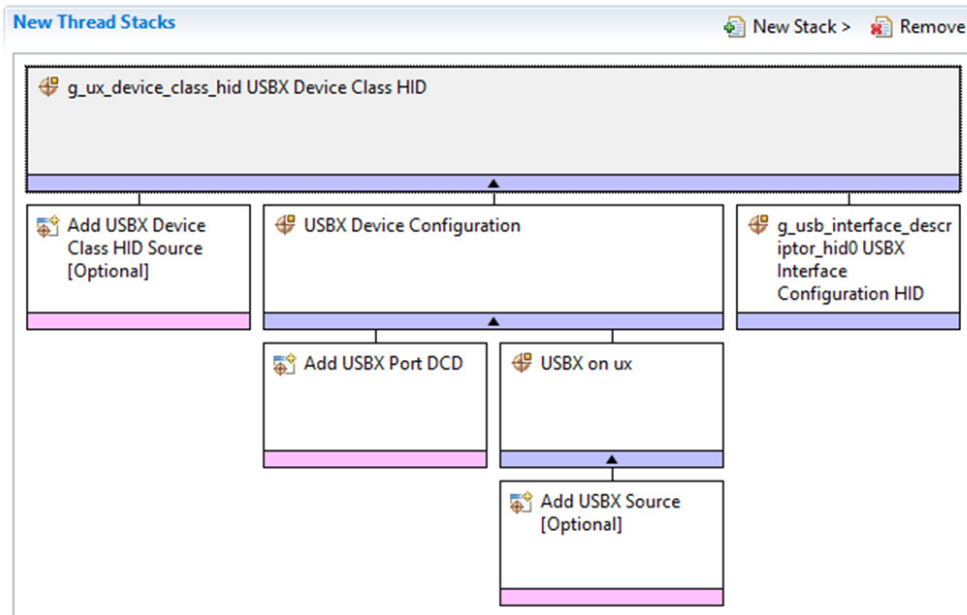 New Thread Stacks
New Stack >
Remove
g_ux_device_class_hid USBX Device Class HID
Add USBX Device
Class HID Source
[Optional]
USBX Device Configuration
g_usb_interface_descr
iptor_hid0 USBX
Interface
Configuration HID
Add USBX Port DCD
USBX on ux
Add USBX Source
[Optional]